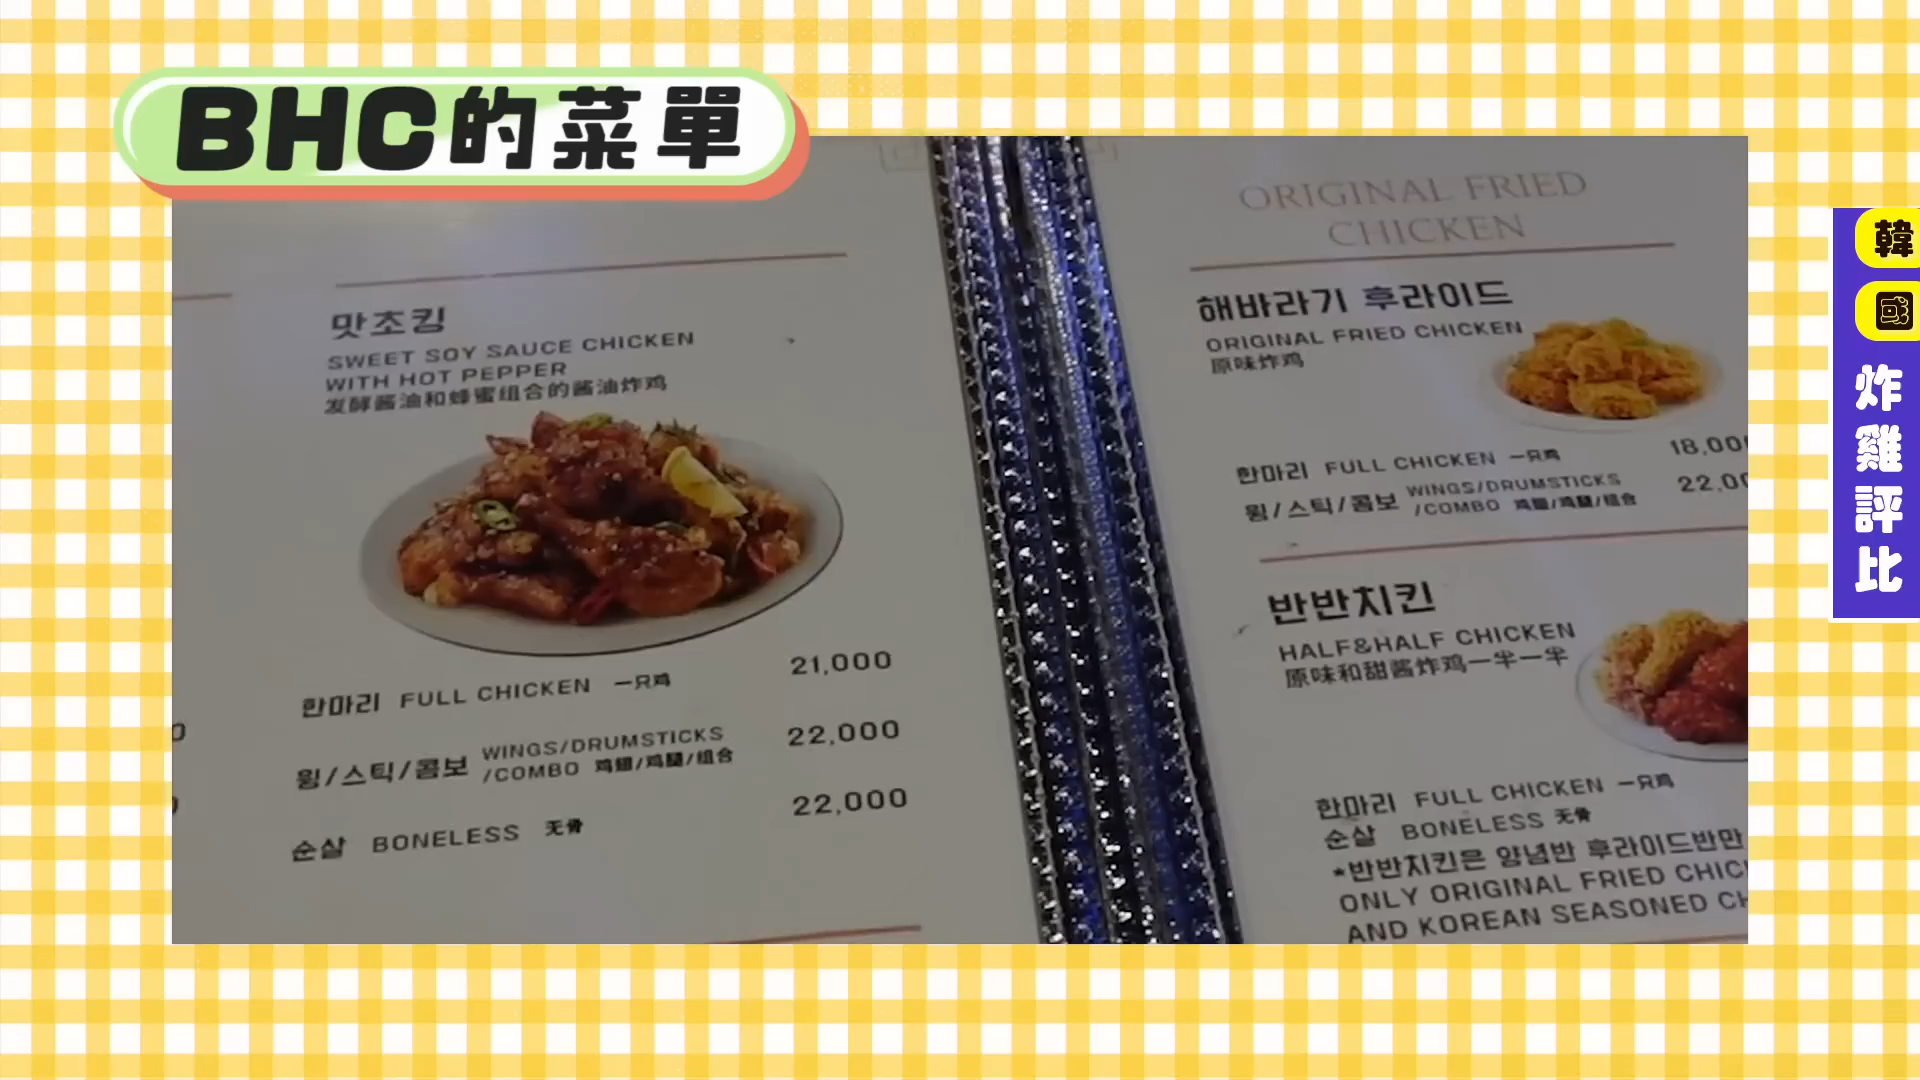 BHC的菜單
韓
國
炸雞評比
맛초킹
SWEET SOY SAUCE CHICKEN
WITH HOT PEPPER
发酵酱油和蜂蜜组合的酱油炸鸡
한마리 FULL CHICKEN 一只鸡 21,000
윙/스틱/콤보 WINGS/DRUMSTICKS
/COMBO 鸡翅/鸡腿/组合 22,000
순살 BONELESS 无骨 22,000
ORIGINAL FRIED
CHICKEN
해바라기 후라이드
ORIGINAL FRIED CHICKEN
原味炸鸡
한마리 FULL CHICKEN 一只鸡 18,00
윙/스틱/콤보 WINGS/DRUMSTICKS
/COMBO 鸡翅/鸡腿/组合 22,00
반반치킨
HALF&HALF CHICKEN
原味和甜酱炸鸡一半一半
한마리 FULL CHICKEN 一只鸡
순살 BONELESS 无骨
*반반치킨은 양념반 후라이드반만
ONLY ORIGINAL FRIED CHIC
AND KOREAN SEASONED CH